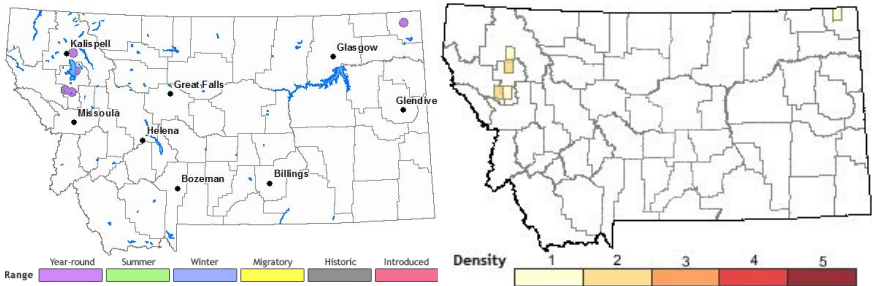 Kalispell
Glasgow
Great Falls
Glendive
Missoula
Helena
Bozeman
Billings
Range Year-round Summer Winter Migratory Historic Introduced
Density 1 2 3 4 5